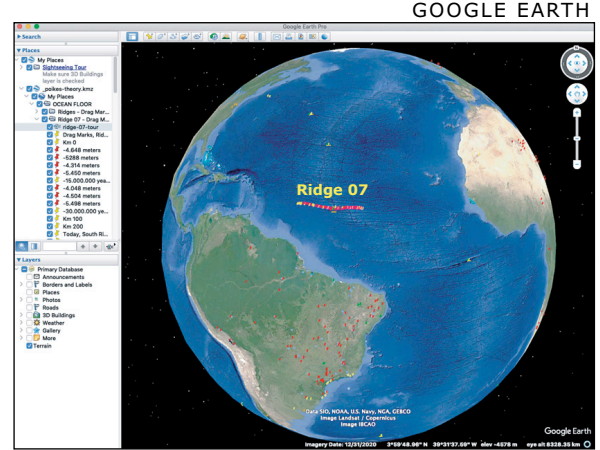 GOOGLE EARTH
Google Earth Pro
Search
Places
My Places
Sightseeing Tour
Make sure 3D Buildings
layer is checked
_poikes-theory.kmz
My Places
OCEAN FLOOR
Ridges - Drag Mar...
Ridge 07 - Drag M...
ridge-07-tour
Drag Marks, Rid...
Km 0
-4.648 meters
-5288 meters
-4.314 meters
-5.450 meters
-15.000.000 yea...
-4.048 meters
-4.504 meters
-5.498 meters
-30.000.000 ye...
Km 100
Km 200
Today, South Ri...
Layers
Primary Database
Announcements
Borders and Labels
Places
Photos
Roads
3D Buildings
Weather
Gallery
More
Terrain
N
Ridge 07
Data SIO, NOAA, U.S. Navy, NGA, GEBCO
Image Landsat / Copernicus
Image IBCAO
Google Earth
Imagery Date: 12/31/2020 3°59'48.96" N 39°31'37.69" W elev -4578 m eye alt 8328.35 km